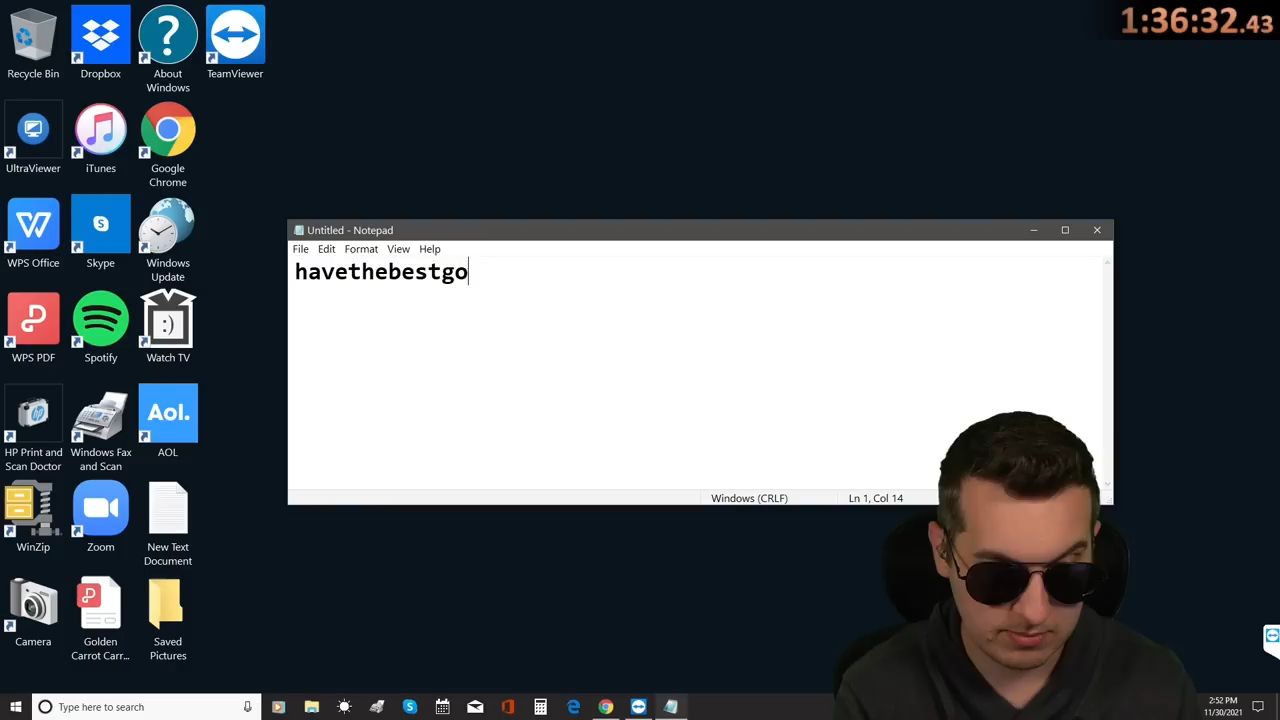 1:36:32.43
Recycle Bin
Dropbox
About
Windows
TeamViewer
UltraViewer
iTunes
Google
Chrome
WPS Office
Skype
Windows
Update
WPS PDF
Spotify
:)
Watch TV
HP Print and
Scan Doctor
Windows Fax
and Scan
Aol.
AOL
WinZip
zoom
Zoom
New Text
Document
Camera
Golden
Carrot Carr...
Saved
Pictures
Untitled - Notepad
File Edit Format View Help
havethebestgo
Windows (CRLF) Ln 1, Col 14
Type here to search
2:52 PM
11/30/2021